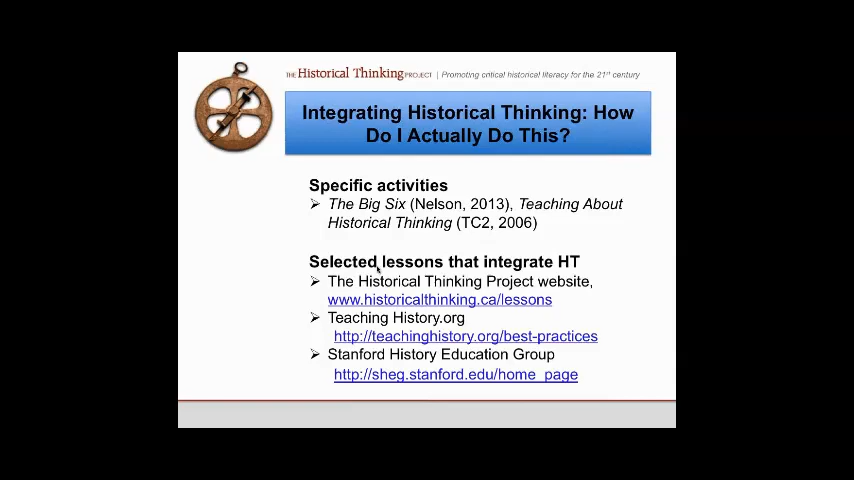 THE Historical Thinking PROJECT | Promoting critical historical literacy for the 21st century
Integrating Historical Thinking: How
Do I Actually Do This?
Specific activities
➢ The Big Six (Nelson, 2013), Teaching About
Historical Thinking (TC2, 2006)
Selected lessons that integrate HT
➢ The Historical Thinking Project website,
www.historicalthinking.ca/lessons
➢ Teaching History.org
http://teachinghistory.org/best-practices
➢ Stanford History Education Group
http://sheg.stanford.edu/home_page